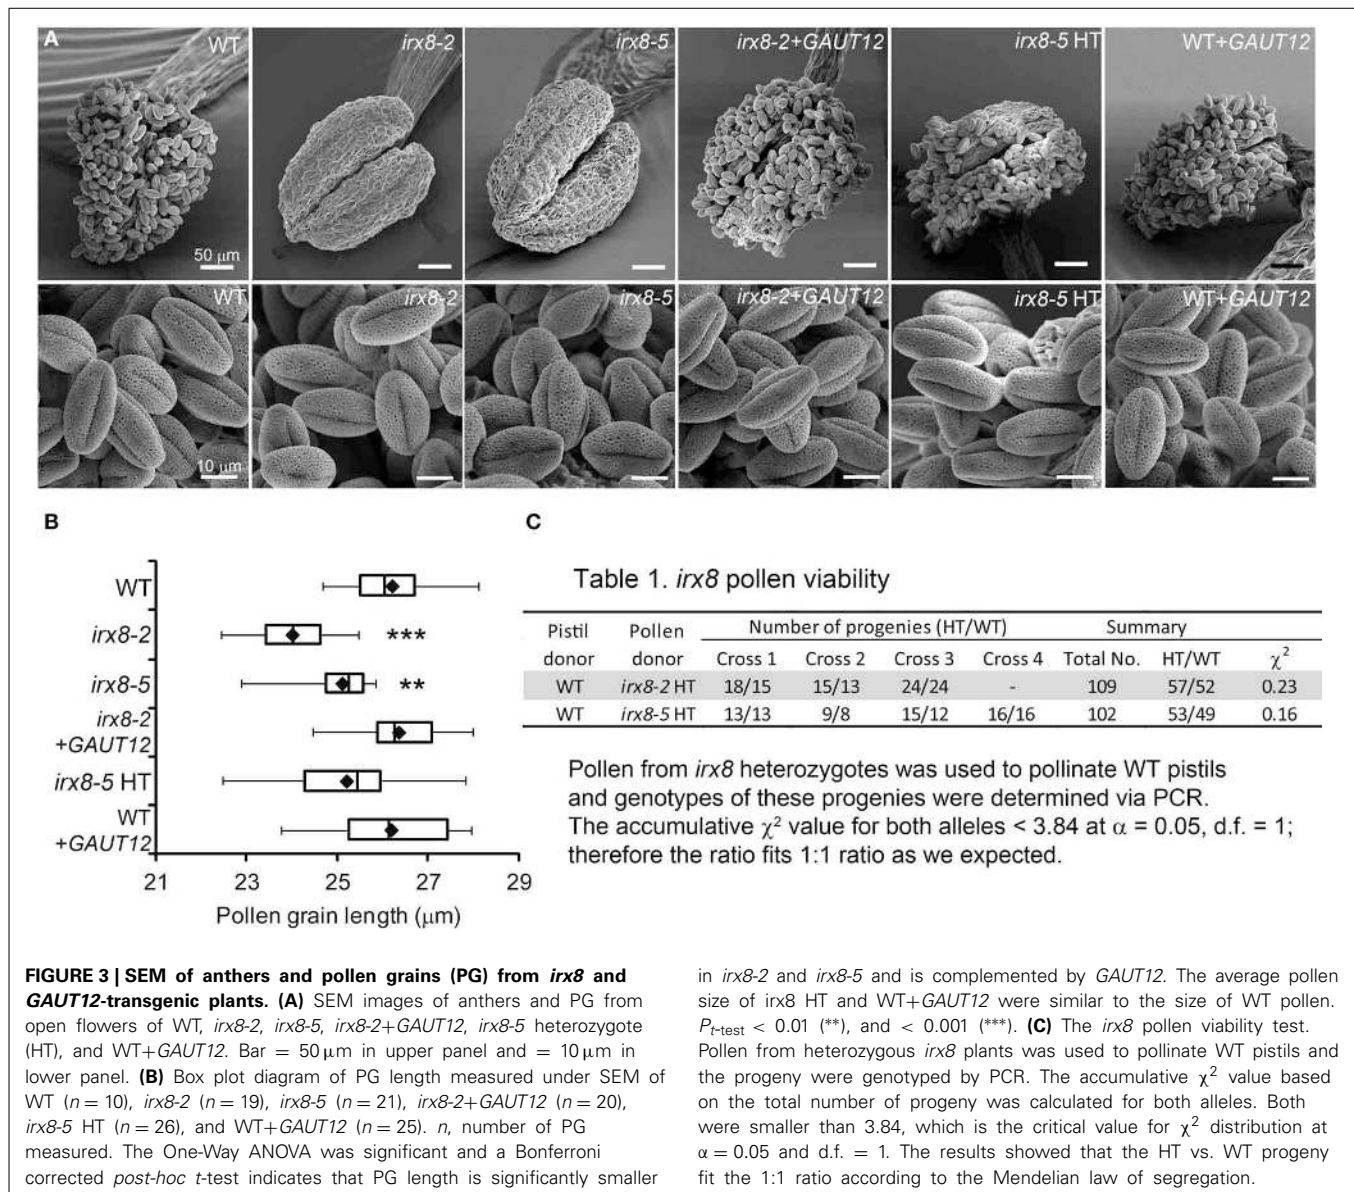 A
WT
irx8-2
irx8-5
irx8-2+GAUT12
irx8-5 HT
WT+GAUT12
50 µm
WT
irx8-2
irx8-5
irx8-2+GAUT12
irx8-5 HT
WT+GAUT12
10 µm
B
WT
irx8-2
***
irx8-5
**
irx8-2
+GAUT12
irx8-5 HT
WT
+GAUT12
21 23 25 27 29
Pollen grain length (µm)
C
Table 1. irx8 pollen viability
Pistil Pollen Number of progenies (HT/WT) Summary
donor donor Cross 1 Cross 2 Cross 3 Cross 4 Total No. HT/WT χ²
WT irx8-2 HT 18/15 15/13 24/24 - 109 57/52 0.23
WT irx8-5 HT 13/13 9/8 15/12 16/16 102 53/49 0.16
Pollen from irx8 heterozygotes was used to pollinate WT pistils
and genotypes of these progenies were determined via PCR.
The accumulative χ² value for both alleles < 3.84 at α = 0.05, d.f. = 1;
therefore the ratio fits 1:1 ratio as we expected.
FIGURE 3 | SEM of anthers and pollen grains (PG) from irx8 and
GAUT12-transgenic plants. (A) SEM images of anthers and PG from
open flowers of WT, irx8-2, irx8-5, irx8-2+GAUT12, irx8-5 heterozygote
(HT), and WT+GAUT12. Bar = 50 µm in upper panel and = 10 µm in
lower panel. (B) Box plot diagram of PG length measured under SEM of
WT (n = 10), irx8-2 (n = 19), irx8-5 (n = 21), irx8-2+GAUT12 (n = 20),
irx8-5 HT (n = 26), and WT+GAUT12 (n = 25). n, number of PG
measured. The One-Way ANOVA was significant and a Bonferroni
corrected post-hoc t-test indicates that PG length is significantly smaller
in irx8-2 and irx8-5 and is complemented by GAUT12. The average pollen
size of irx8 HT and WT+GAUT12 were similar to the size of WT pollen.
Pt-test < 0.01 (**), and < 0.001 (***). (C) The irx8 pollen viability test.
Pollen from heterozygous irx8 plants was used to pollinate WT pistils and
the progeny were genotyped by PCR. The accumulative χ² value based
on the total number of progeny was calculated for both alleles. Both
were smaller than 3.84, which is the critical value for χ² distribution at
α = 0.05 and d.f. = 1. The results showed that the HT vs. WT progeny
fit the 1:1 ratio according to the Mendelian law of segregation.